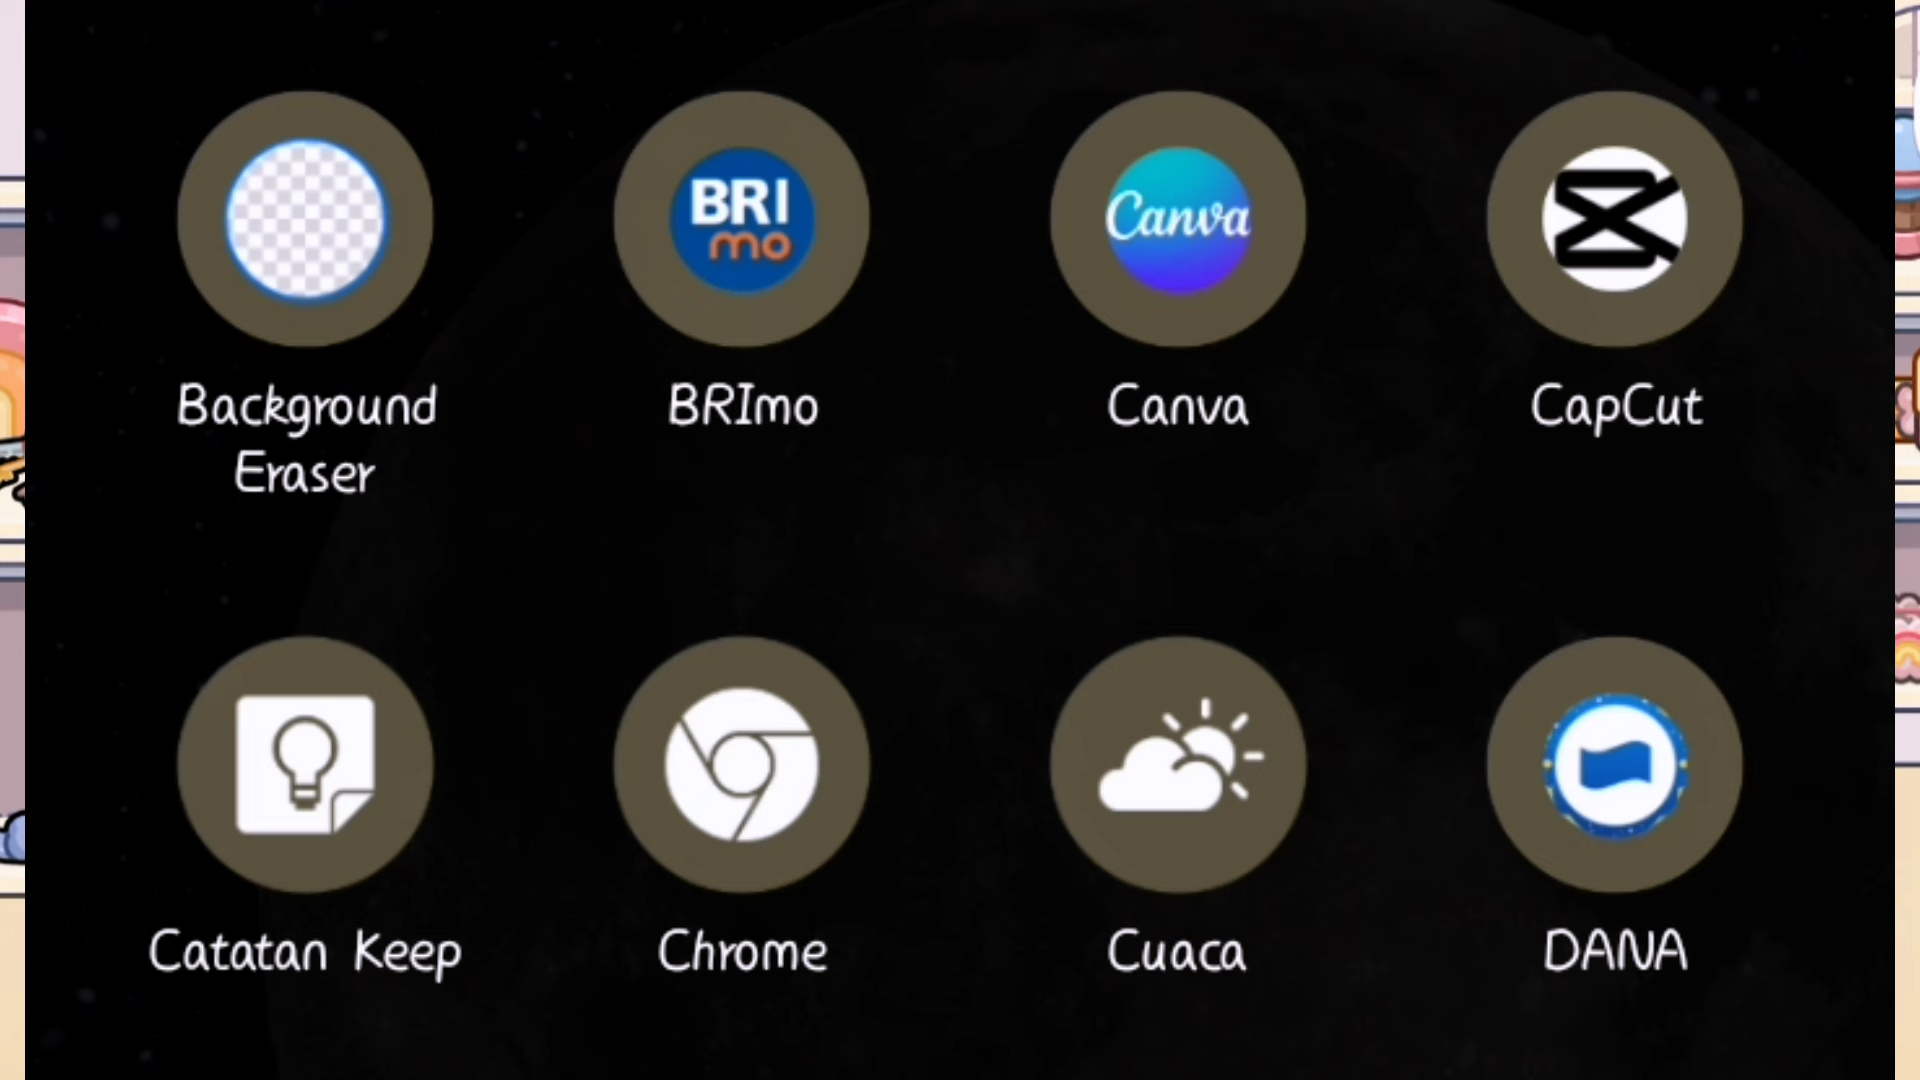 BRI
mo
Canva
Background
Eraser
BRImo
Canva
CapCut
Catatan Keep
Chrome
Cuaca
DANA